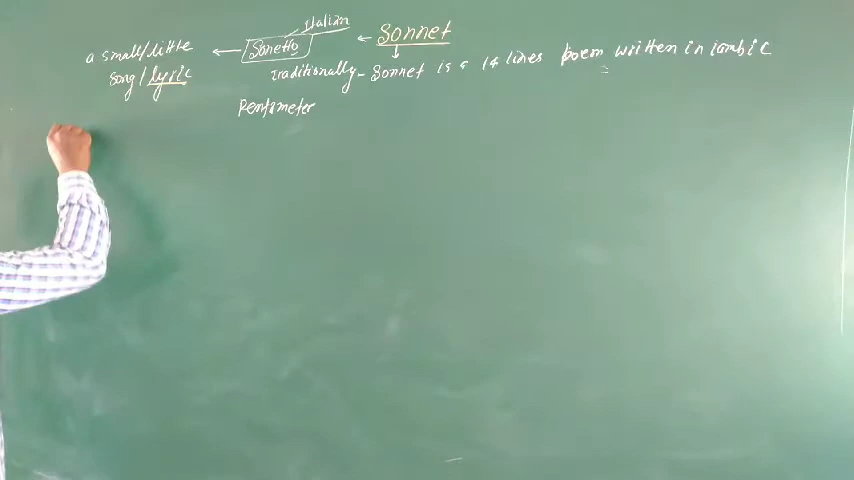 Italian
Sonnet
Sonetto
a small/little
song/lyric
Traditionally - Sonnet is a 14 lines poem written in iambic
Pentameter